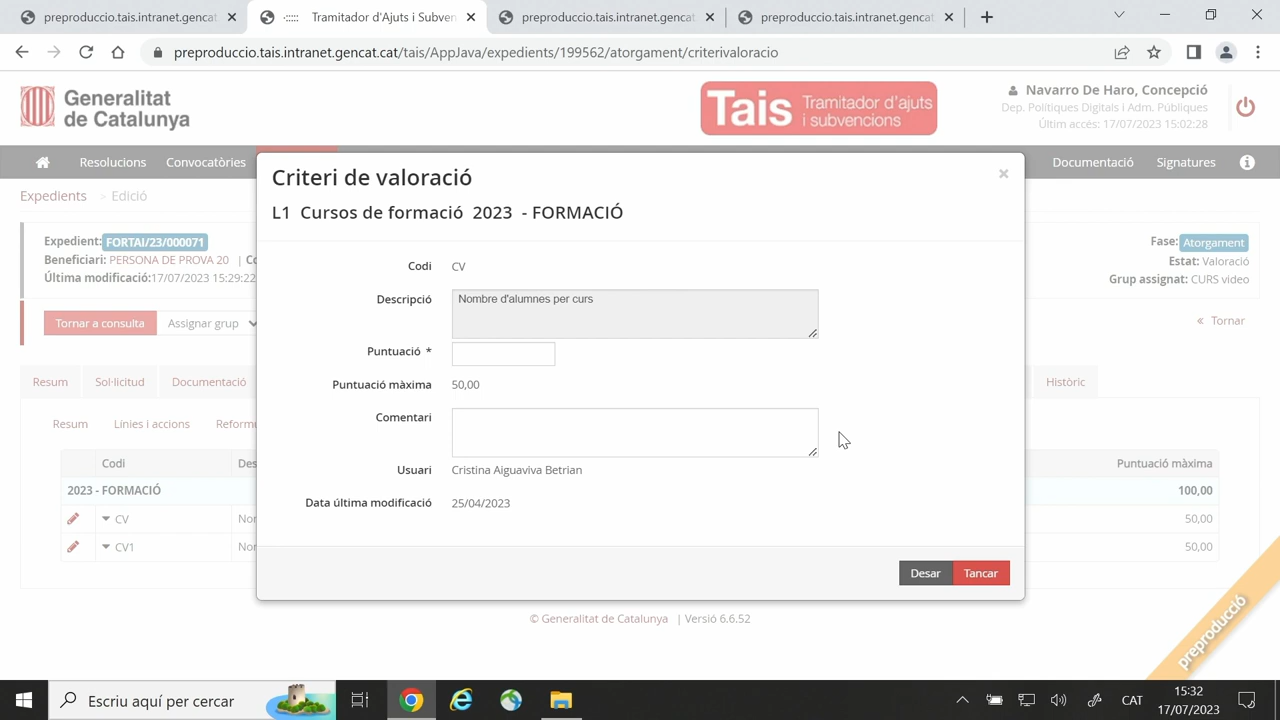 preproduccio.tais.intranet.gencat
Tramitador d'Ajuts i Subven
preproduccio.tais.intranet.gencat
preproduccio.tais.intranet.gencat
preproduccio.tais.intranet.gencat.cat/tais/AppJava/expedients/199562/atorgament/criterivaloracio
Generalitat
de Catalunya
Tais Tramitador d'ajuts
i subvencions
Navarro De Haro, Concepció
Dep. Polítiques Digitals i Adm. Públiques
Últim accés: 17/07/2023 15:02:28
Resolucions Convocatòries Documentació Signatures
Expedients > Edició
Expedient: FORTAI/23/000071
Beneficiari: PERSONA DE PROVA 20 | Co
Última modificació:17/07/2023 15:29:22
Fase: Atorgament
Estat: Valoració
Grup assignat: CURS video
Tornar a consulta Assignar grup « Tornar
Resum Sol·licitud Documentació Històric
Resum Línies i accions Reform
Codi Des Puntuació màxima
2023 - FORMACIÓ 100,00
CV Nor 50,00
CV1 Nor 50,00
Criteri de valoració ×
L1 Cursos de formació 2023 - FORMACIÓ
Codi CV
Descripció Nombre d'alumnes per curs
Puntuació *
Puntuació màxima 50,00
Comentari
Usuari Cristina Aiguaviva Betrian
Data última modificació 25/04/2023
Desar Tancar
© Generalitat de Catalunya | Versió 6.6.52
preproducció
Escriu aquí per cercar
CAT
15:32
17/07/2023